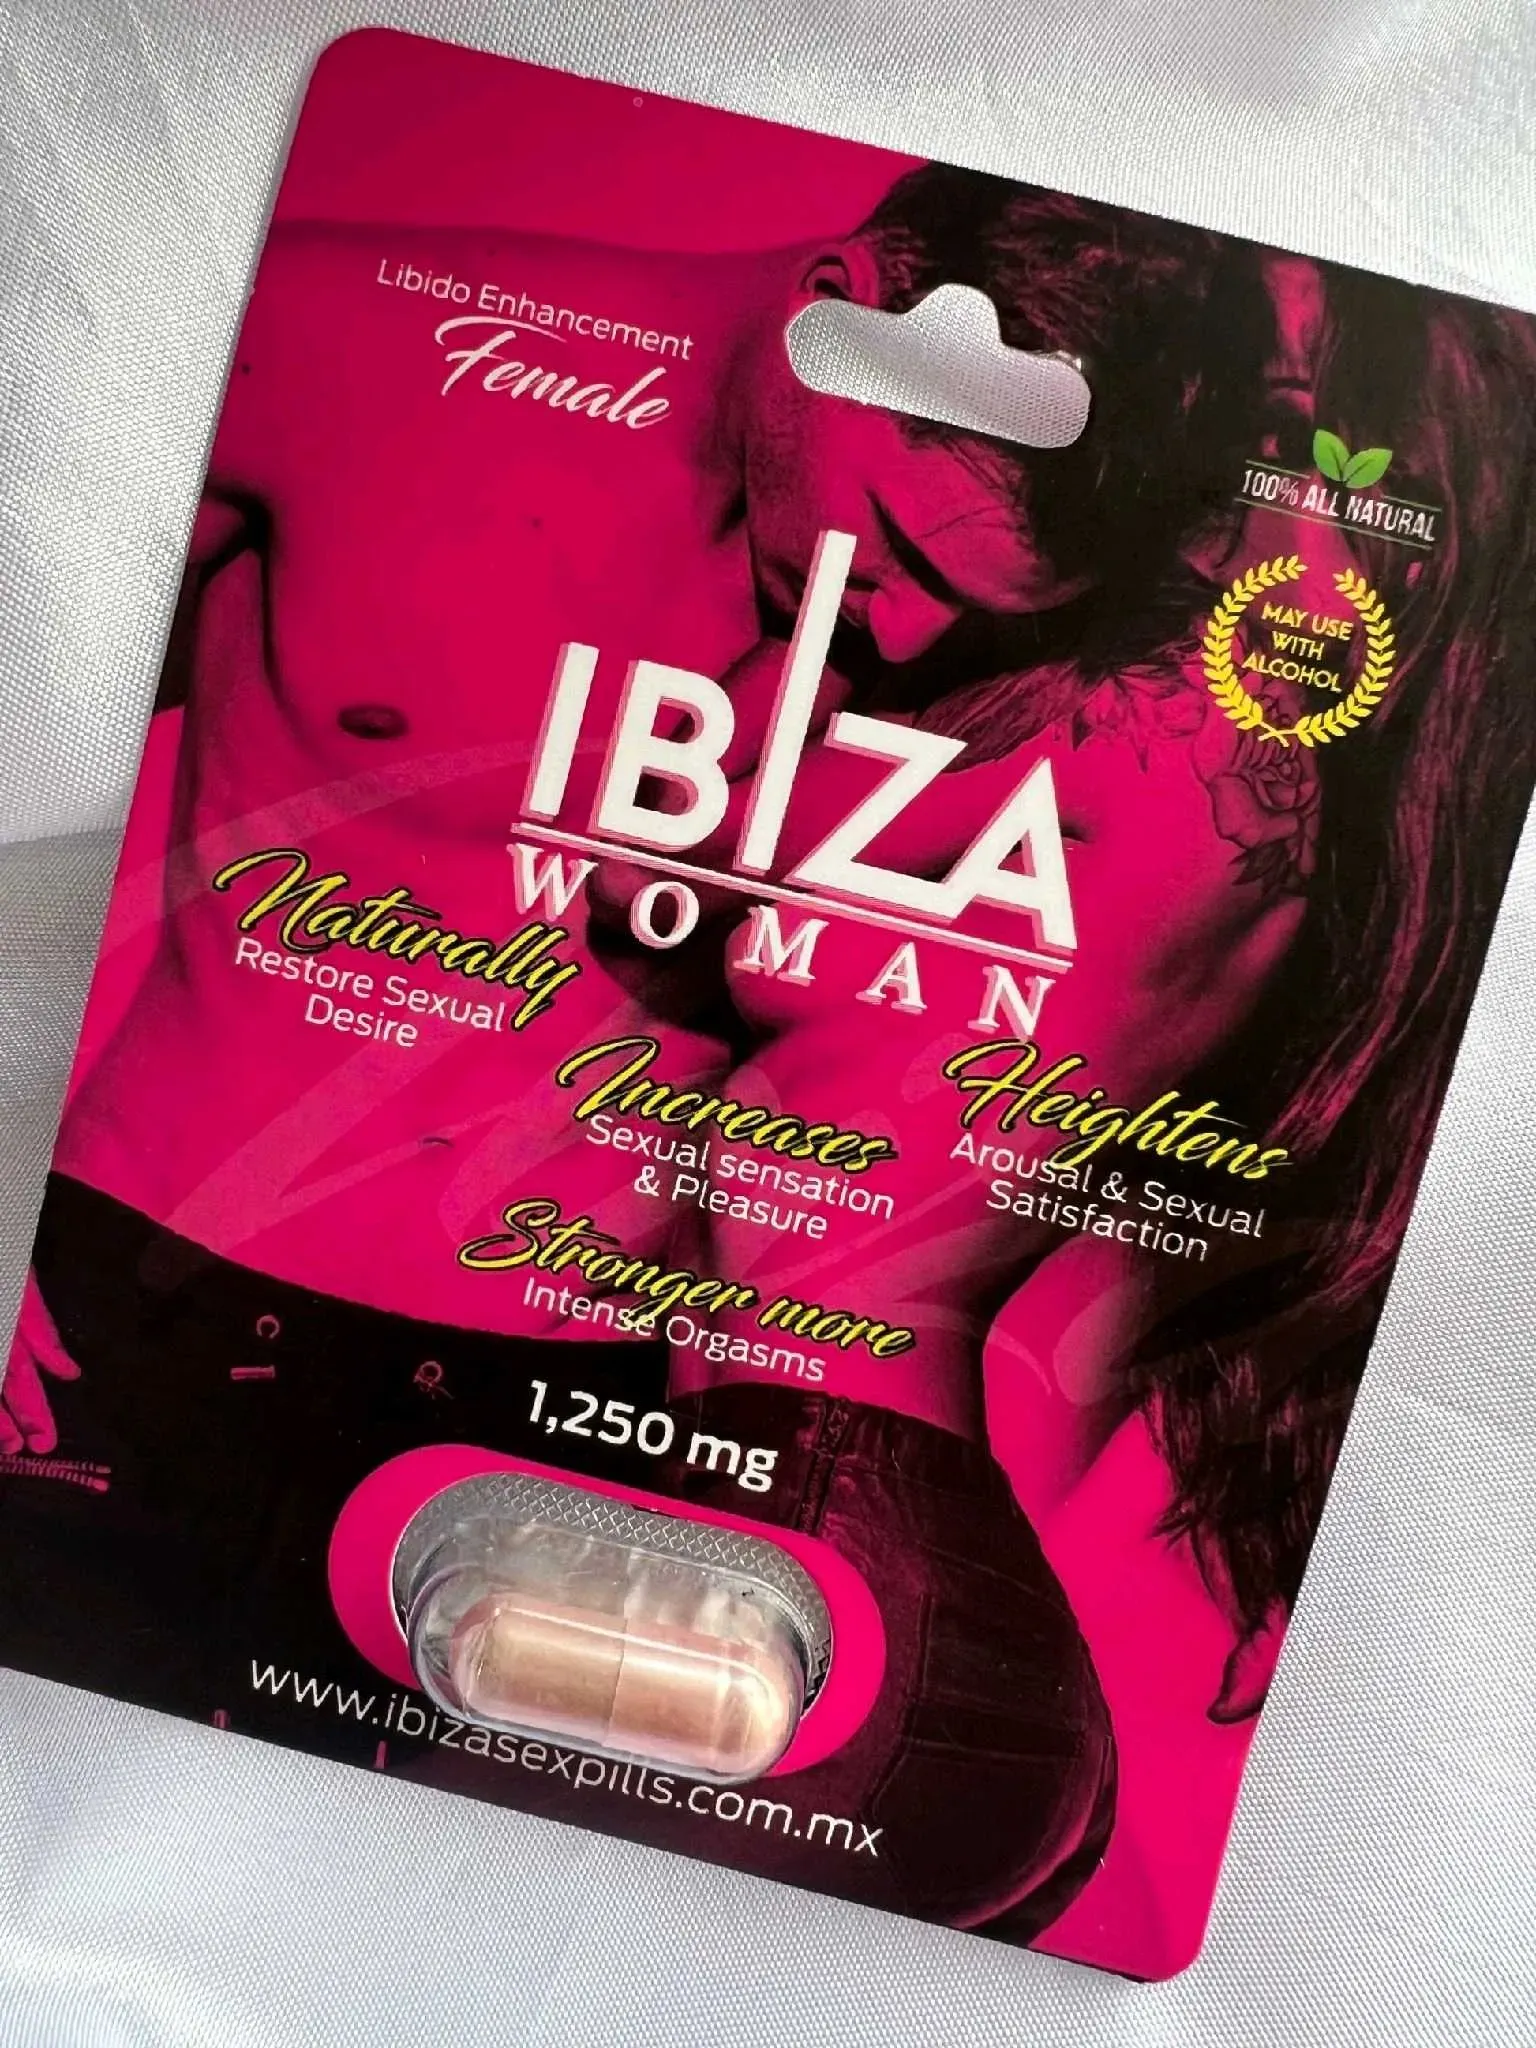 Libido Enhancement
Female
100% ALL NATURAL
MAY USE
WITH
ALCOHOL
IBIZA
WOMAN
Naturally
Restore Sexual
Desire
Increases
Sexual sensation
& Pleasure
Heightens
Arousal & Sexual
Satisfaction
Stronger more
Intense Orgasms
1,250 mg
www.ibizasexpills.com.mx